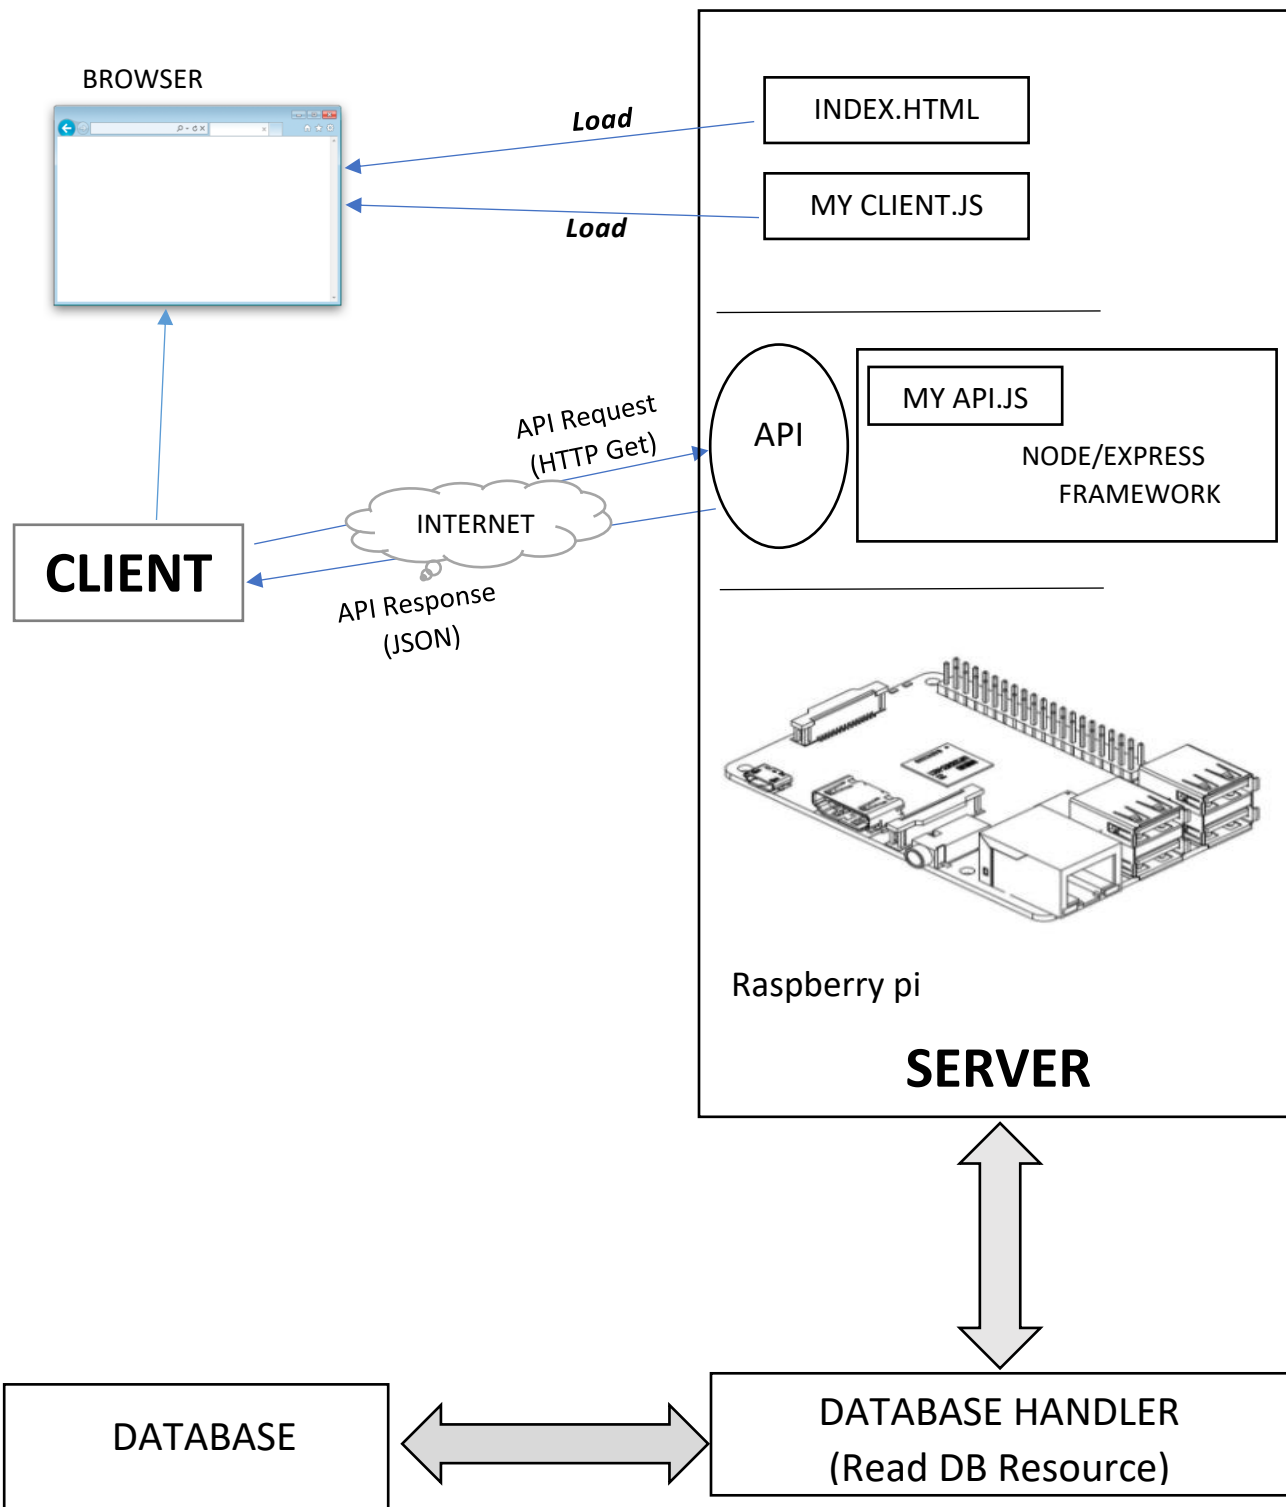 BROWSER
Load
INDEX.HTML
MY CLIENT.JS
Load
API Request
(HTTP Get)
API
MY API.JS
NODE/EXPRESS
FRAMEWORK
INTERNET
CLIENT
API Response
(JSON)
Raspberry pi
SERVER
DATABASE
DATABASE HANDLER
(Read DB Resource)